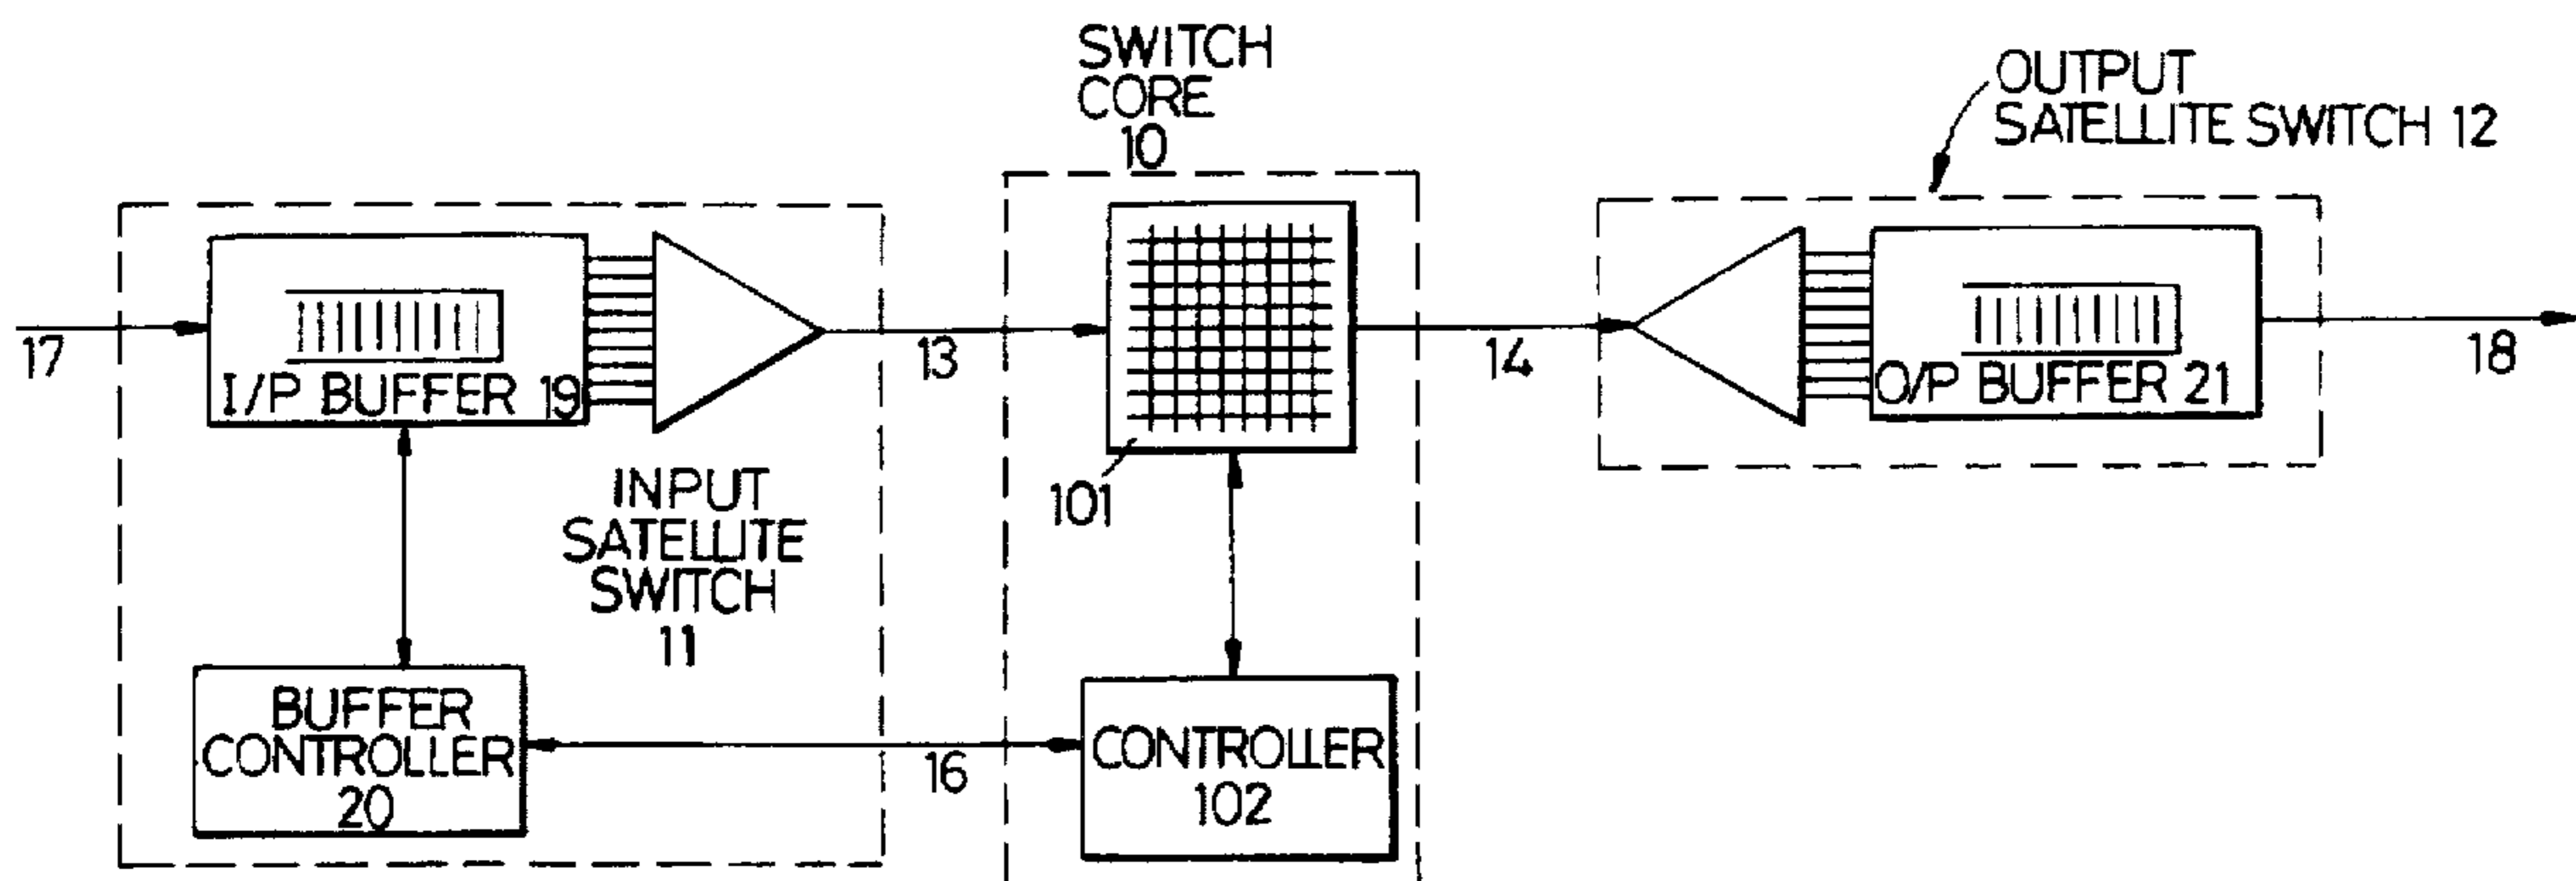 SWITCH
CORE
10
OUTPUT
SATELLITE SWITCH 12
17
I/P BUFFER 19
13
101
14
O/P BUFFER 21
18
INPUT
SATELLITE
SWITCH
11
BUFFER
CONTROLLER
20
16
CONTROLLER
102